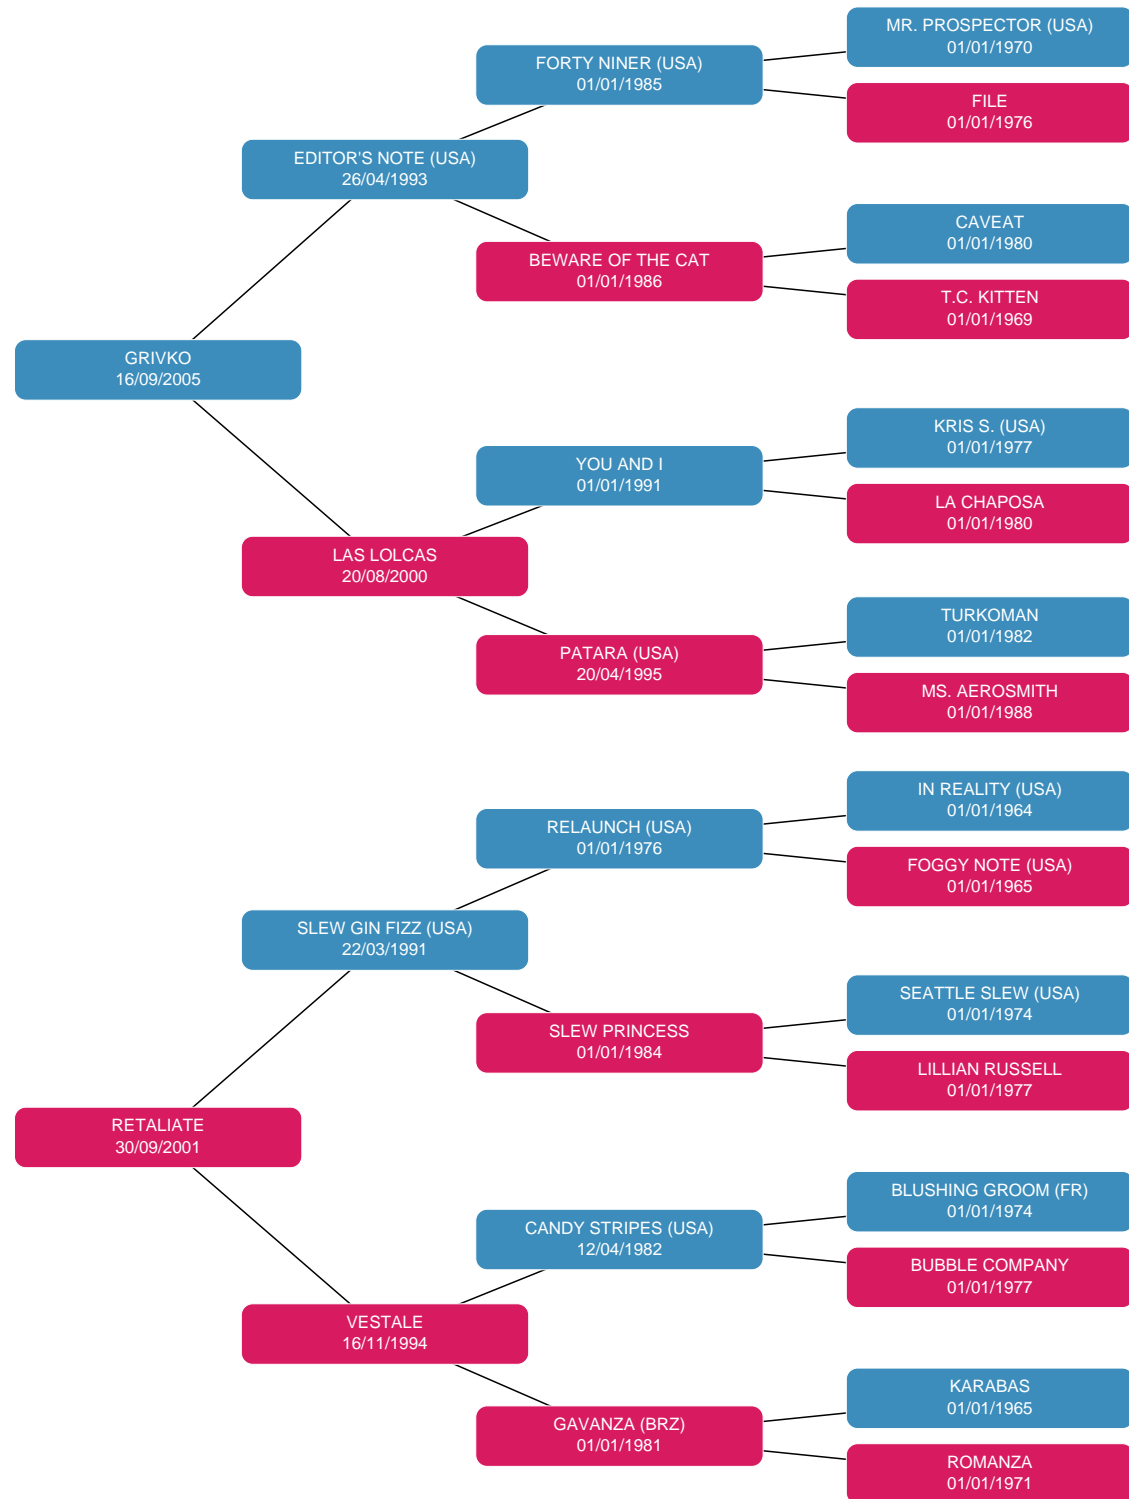 MR. PROSPECTOR (USA)
01/01/1970
FORTY NINER (USA)
01/01/1985
FILE
01/01/1976
EDITOR'S NOTE (USA)
26/04/1993
CAVEAT
01/01/1980
BEWARE OF THE CAT
01/01/1986
T.C. KITTEN
01/01/1969
GRIVKO
16/09/2005
KRIS S. (USA)
01/01/1977
YOU AND I
01/01/1991
LA CHAPOSA
01/01/1980
LAS LOLCAS
20/08/2000
TURKOMAN
01/01/1982
PATARA (USA)
20/04/1995
MS. AEROSMITH
01/01/1988
IN REALITY (USA)
01/01/1964
RELAUNCH (USA)
01/01/1976
FOGGY NOTE (USA)
01/01/1965
SLEW GIN FIZZ (USA)
22/03/1991
SEATTLE SLEW (USA)
01/01/1974
SLEW PRINCESS
01/01/1984
LILLIAN RUSSELL
01/01/1977
RETALIATE
30/09/2001
BLUSHING GROOM (FR)
01/01/1974
CANDY STRIPES (USA)
12/04/1982
BUBBLE COMPANY
01/01/1977
VESTALE
16/11/1994
KARABAS
01/01/1965
GAVANZA (BRZ)
01/01/1981
ROMANZA
01/01/1971